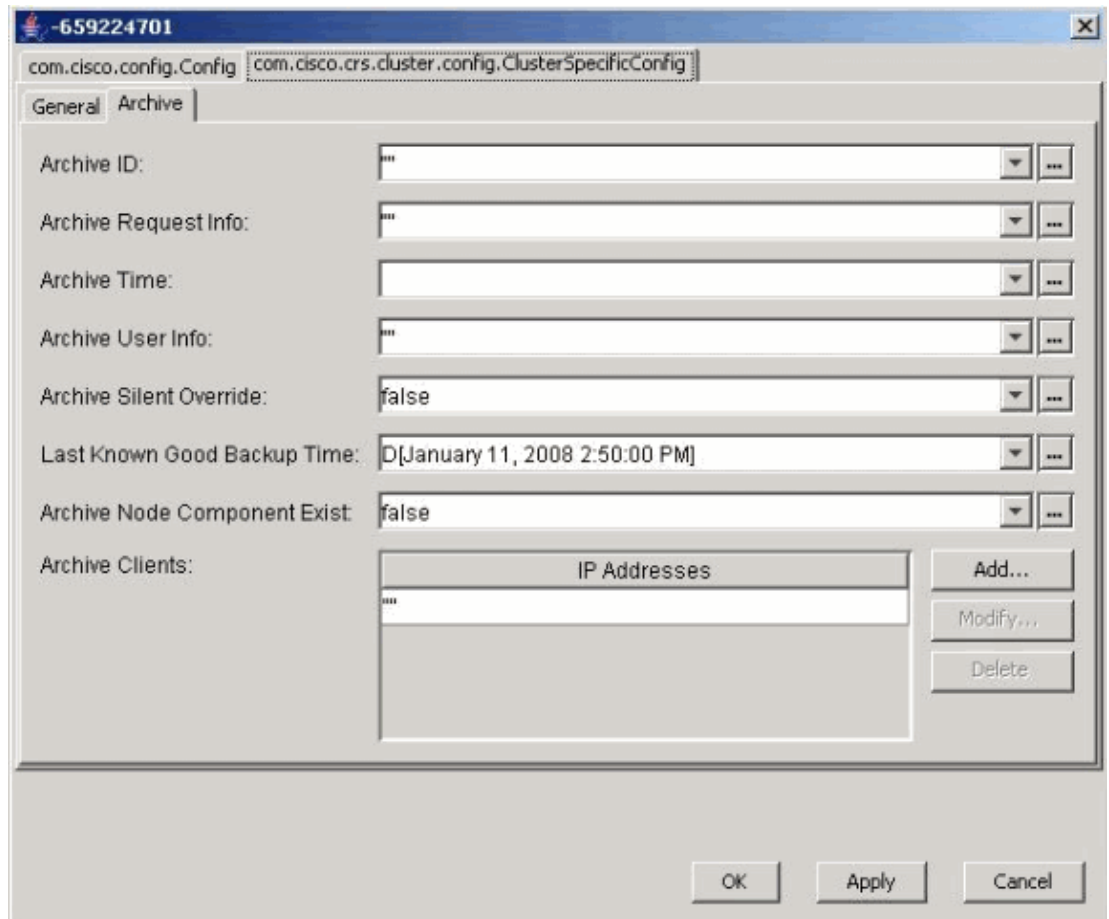 -659224701
com.cisco.config.Config com.cisco.crs.cluster.config.ClusterSpecificConfig
General Archive
Archive ID: "" ...
Archive Request Info: "" ...
Archive Time: ...
Archive User Info: "" ...
Archive Silent Override: false ...
Last Known Good Backup Time: D[January 11, 2008 2:50:00 PM] ...
Archive Node Component Exist: false ...
Archive Clients: IP Addresses Add...
"" Modify...
Delete
OK Apply Cancel